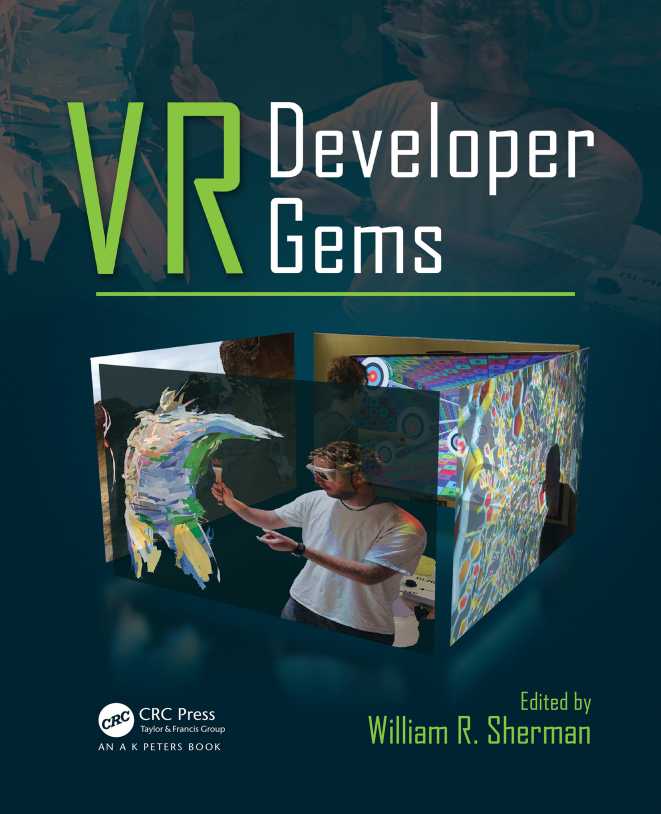 VR Developer
Gems
CRC
CRC Press
Taylor & Francis Group
AN A K PETERS BOOK
Edited by
William R. Sherman